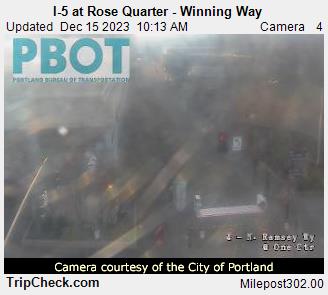 I-5 at Rose Quarter - Winning Way
Updated Dec 15 2023 10:13 AM Camera 4
PBOT
PORTLAND BUREAU OF TRANSPORTATION
- N. Ramsey Wy
One Ctr
Camera courtesy of the City of Portland
TripCheck.com Milepost302.00